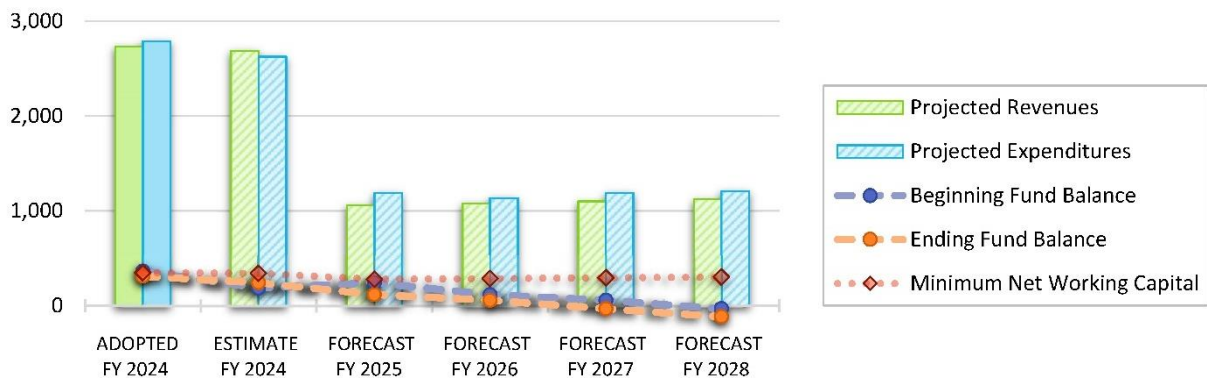 3,000
2,000
1,000
0
ADOPTED FY 2024
ESTIMATE FY 2024
FORECAST FY 2025
FORECAST FY 2026
FORECAST FY 2027
FORECAST FY 2028
Projected Revenues
Projected Expenditures
Beginning Fund Balance
Ending Fund Balance
Minimum Net Working Capital